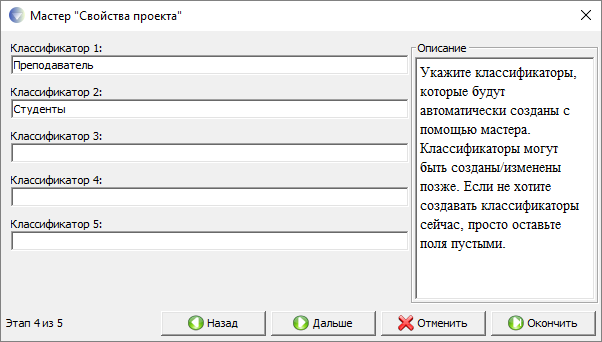 Мастер "Свойства проекта"
Классификатор 1:
Преподаватель
Классификатор 2:
Студенты
Классификатор 3:
Классификатор 4:
Классификатор 5:
Описание
Укажите классификаторы,
которые будут
автоматически созданы с
помощью мастера.
Классификаторы могут
быть созданы/изменены
позже. Если не хотите
создавать классификаторы
сейчас, просто оставьте
поля пустыми.
Этап 4 из 5
Назад
Дальше
Отменить
Окончить